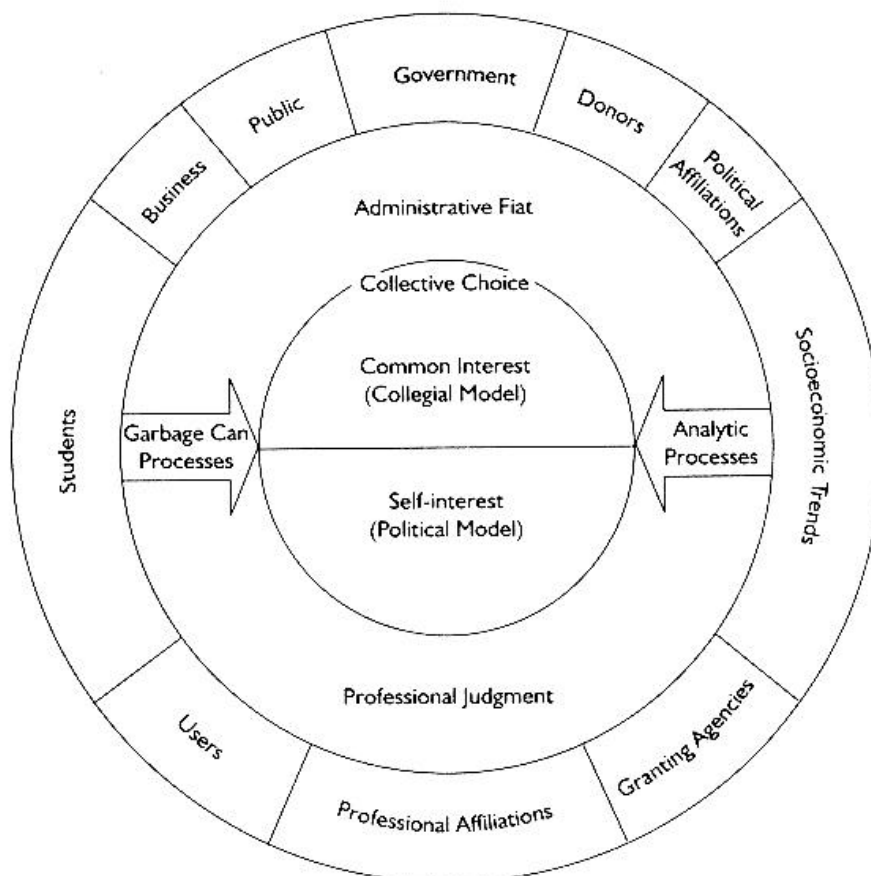 Government
Public
Donors
Business
Political
Affiliations
Administrative Fiat
Collective Choice
Common Interest
(Collegial Model)
Students
Garbage Can
Processes
Analytic
Processes
Socioeconomic Trends
Self-interest
(Political Model)
Professional Judgment
Users
Granting Agencies
Professional Affiliations